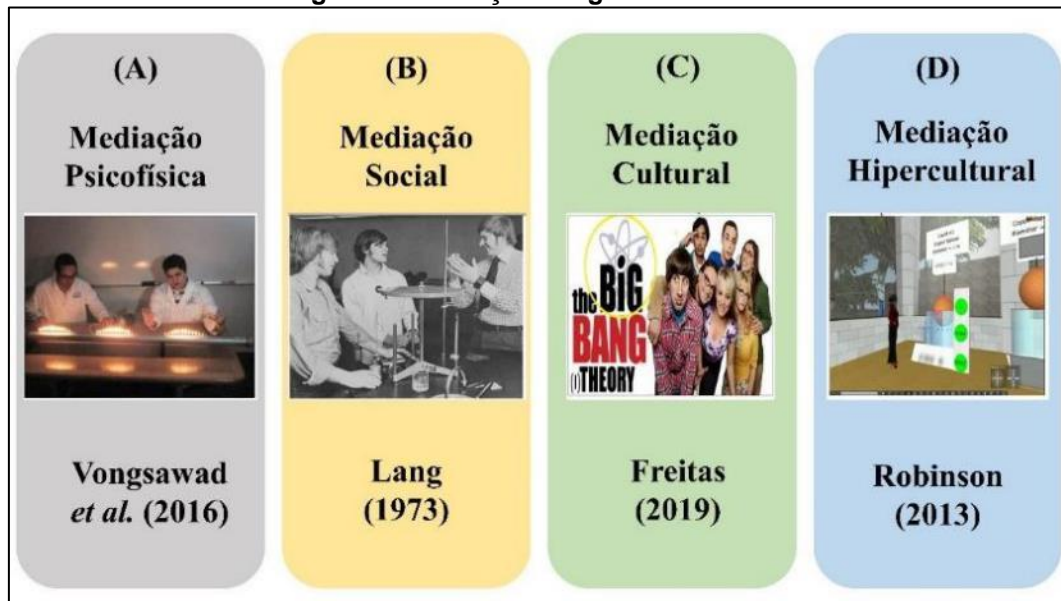 (A)
Mediação
Psicofísica
Vongsawad
et al. (2016)
(B)
Mediação
Social
Lang
(1973)
(C)
Mediação
Cultural
the BIG
BANG
THEORY
Freitas
(2019)
(D)
Mediação
Hipercultural
Robinson
(2013)